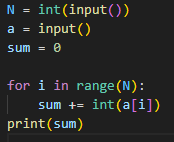 N = int(input())
a = input()
sum = 0

for i in range(N):
    sum += int(a[i])
print(sum)